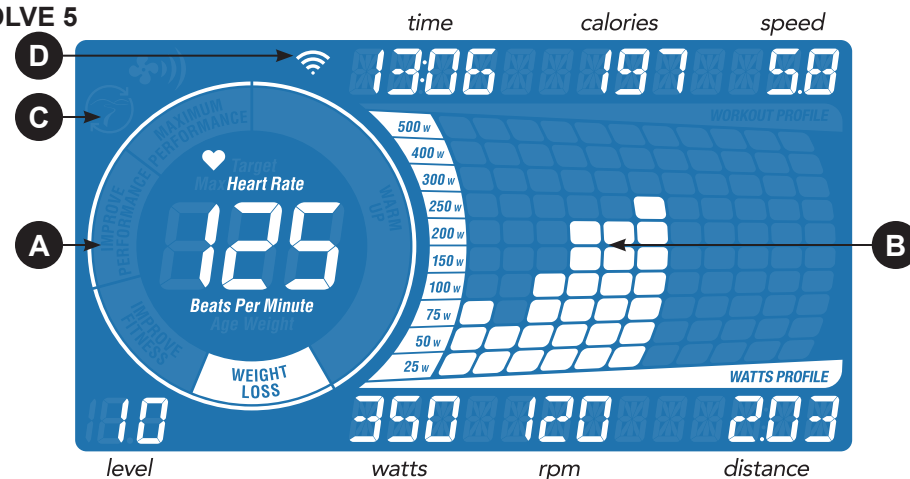 OLVE 5
time calories speed
D
13:06 197 5.8
C
MAXIMUM PERFORMANCE
WORKOUT PROFILE
500 W
400 W
Target
Max Heart Rate
300 W
IMPROVE PERFORMANCE
WARM UP
250 W
A
125
200 W
B
150 W
100 W
Beats Per Minute
75 W
Age Weight
IMPROVE FITNESS
50 W
WEIGHT LOSS
25 W
WATTS PROFILE
10 350 120 2.03
level watts rpm distance